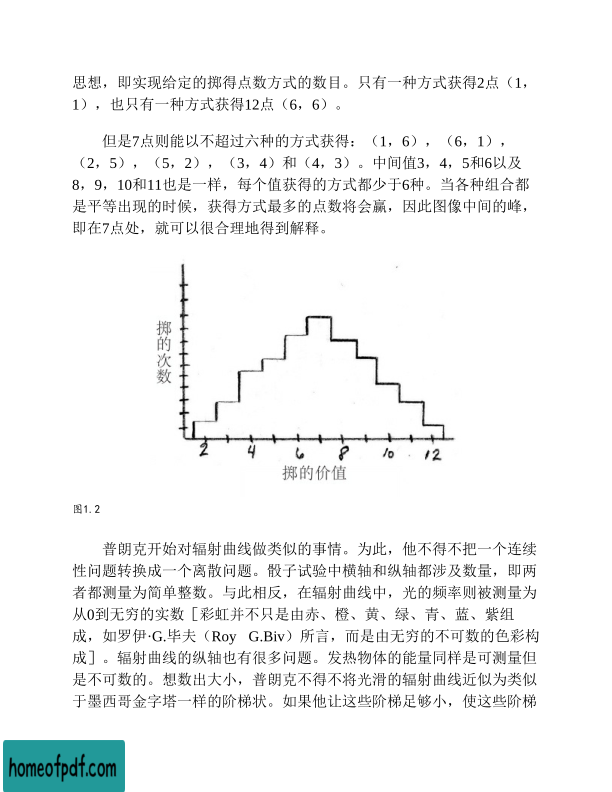 思想，即实现给定的掷得点数方式的数目。只有一种方式获得2点（1，
1），也只有一种方式获得12点（6，6）。
但是7点则能以不超过六种的方式获得：（1，6），（6，1），
（2，5），（5，2），（3，4）和（4，3）。中间值3，4，5和6以及
8，9，10和11也是一样，每个值获得的方式都少于6种。当各种组合都
是平等出现的时候，获得方式最多的点数将会赢，因此图像中间的峰，
即在7点处，就可以很合理地得到解释。
掷的次数
2 4 6 8 10 12
掷的价值
图1.2
普朗克开始对辐射曲线做类似的事情。为此，他不得不把一个连续
性问题转换成一个离散问题。骰子试验中横轴和纵轴都涉及数量，即两
者都测量为简单整数。与此相反，在辐射曲线中，光的频率则被测量为
从0到无穷的实数［彩虹并不只是由赤、橙、黄、绿、青、蓝、紫组
成，如罗伊·G.毕夫（Roy G.Biv）所言，而是由无穷的不可数的色彩构
成］。辐射曲线的纵轴也有很多问题。发热物体的能量同样是可测量但
是不可数的。想数出大小，普朗克不得不将光滑的辐射曲线近似为类似
于墨西哥金字塔一样的阶梯状。如果他让这些阶梯足够小，使这些阶梯
homeofpdf.com